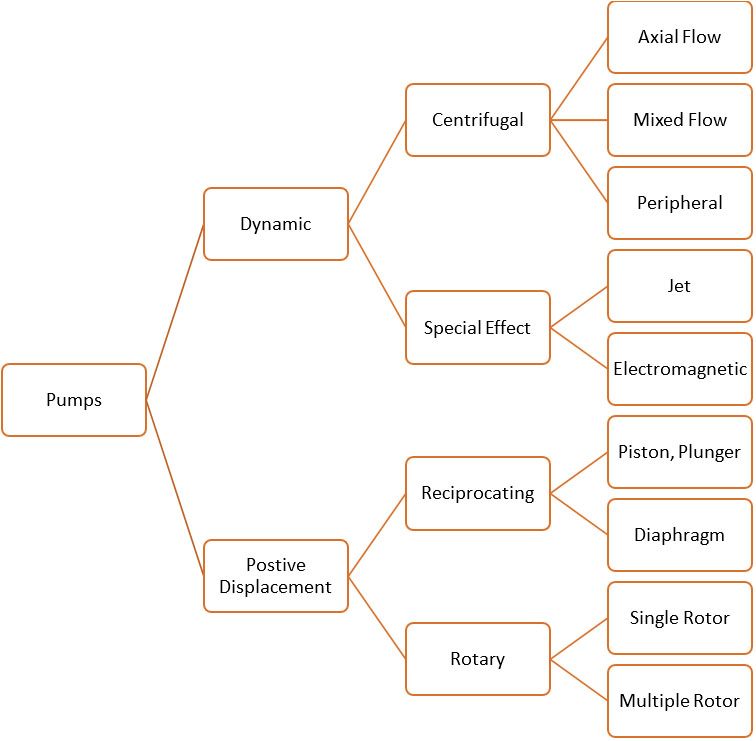 Pumps
Dynamic
Centrifugal
Axial Flow
Mixed Flow
Peripheral
Special Effect
Jet
Electromagnetic
Postive
Displacement
Reciprocating
Piston, Plunger
Diaphragm
Rotary
Single Rotor
Multiple Rotor